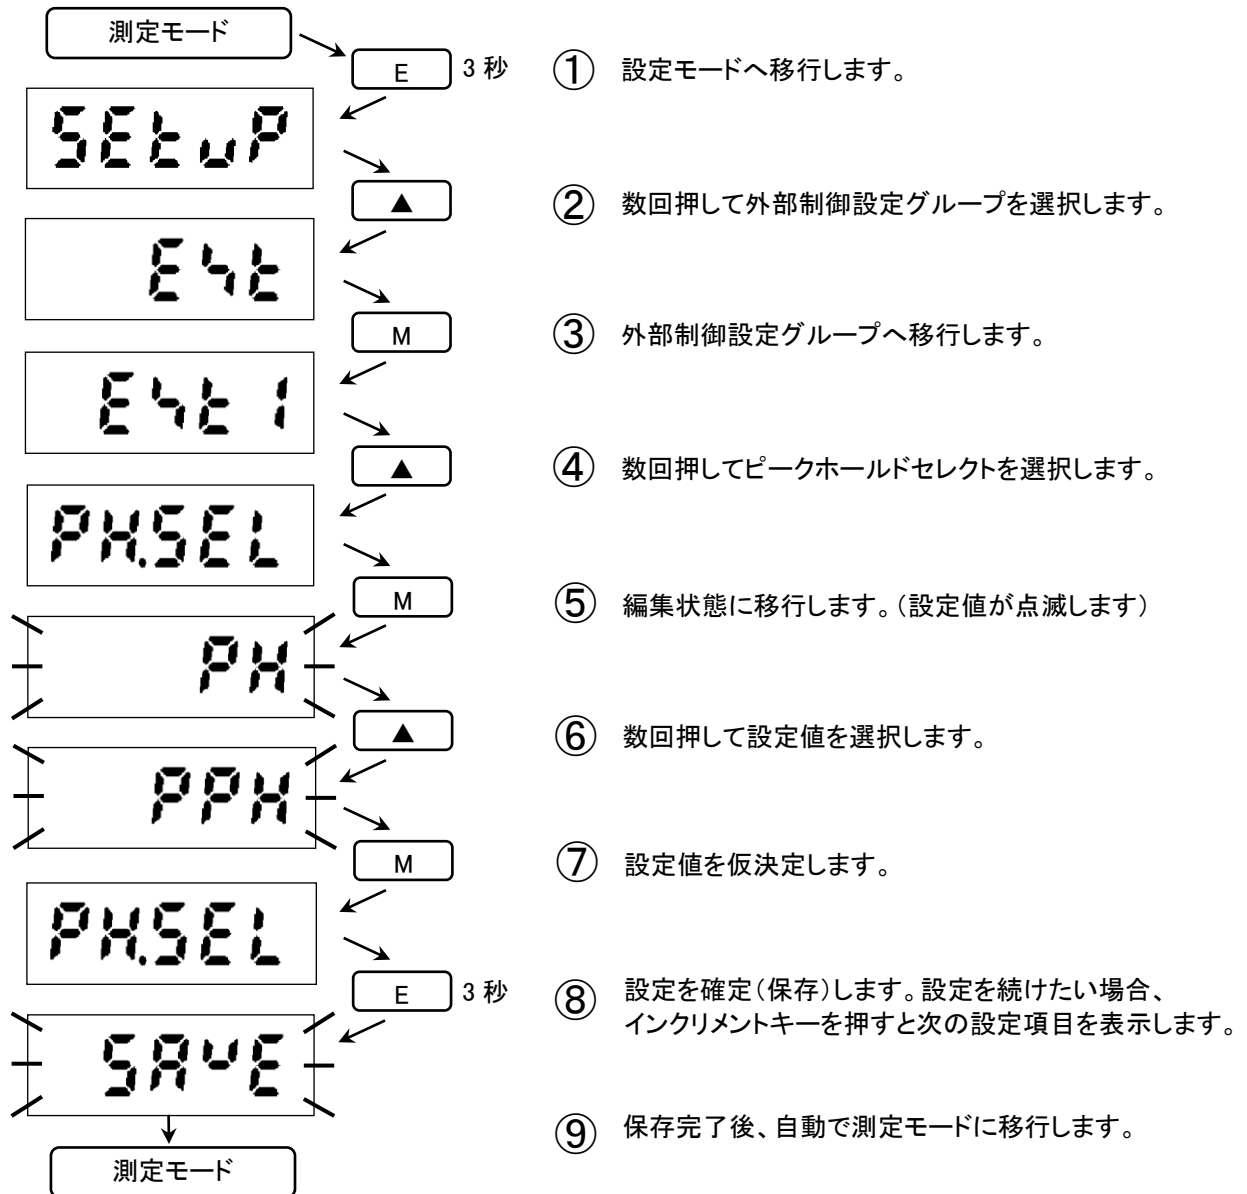 測定モード
E 3 秒 ① 設定モードへ移行します。
SEtuP
▲ ② 数回押して外部制御設定グループを選択します。
E4t
M ③ 外部制御設定グループへ移行します。
E4t 1
▲ ④ 数回押してピークホールドセレクトを選択します。
PH.SEL
M ⑤ 編集状態に移行します。（設定値が点滅します）
PH
▲ ⑥ 数回押して設定値を選択します。
PPH
M ⑦ 設定値を仮決定します。
PH.SEL
E 3 秒 ⑧ 設定を確定（保存）します。設定を続けたい場合、
インクリメントキーを押すと次の設定項目を表示します。
SAvE
⑨ 保存完了後、自動で測定モードに移行します。
測定モード